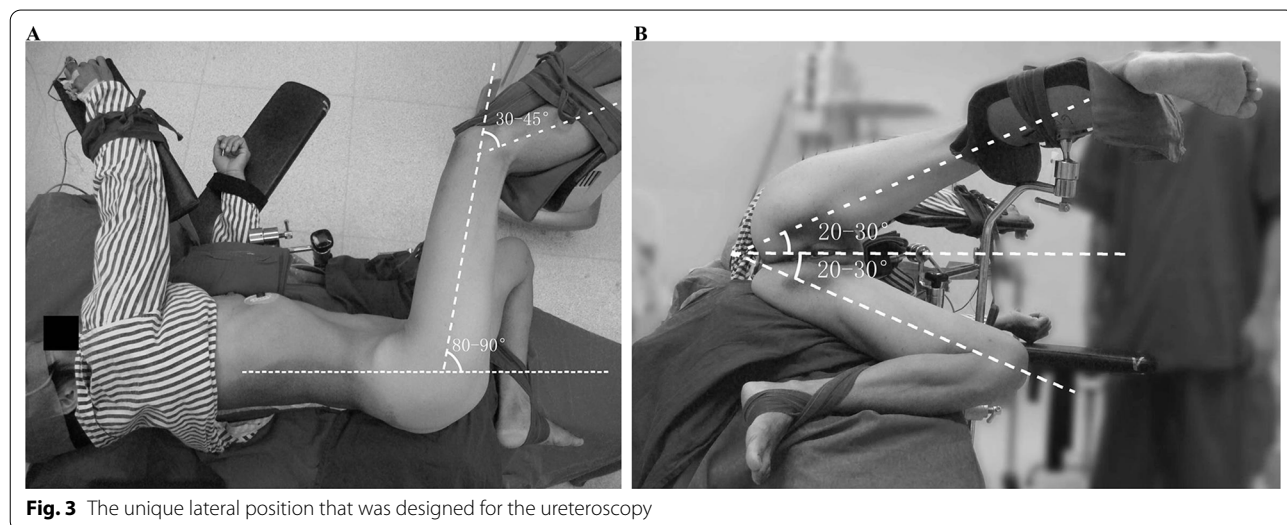 A
B
30-45°
80-90°
20-30°
20-30°
Fig. 3 The unique lateral position that was designed for the ureteroscopy